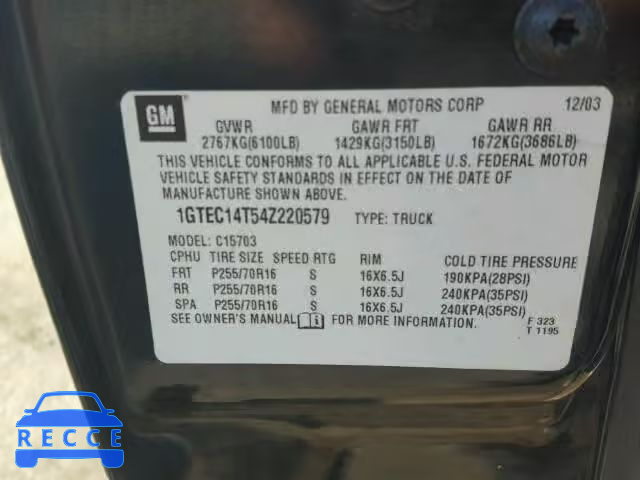 GM
MFD BY GENERAL MOTORS CORP 12/03
GVWR GAWR FRT GAWR RR
2767KG(6100LB) 1429KG(3150LB) 1672KG(3686LB)
THIS VEHICLE CONFORMS TO ALL APPLICABLE U.S. FEDERAL MOTOR
VEHICLE SAFETY STANDARDS IN EFFECT ON THE DATE OF
MANUFACTURE SHOWN ABOVE.
1GTEC14T54Z220579 TYPE: TRUCK
MODEL: C15703
CPHU TIRE SIZE SPEED RTG RIM COLD TIRE PRESSURE
FRT P255/70R16 S 16X6.5J 190KPA(28PSI)
RR P255/70R16 S 16X6.5J 240KPA(35PSI)
SPA P255/70R16 S 16X6.5J 240KPA(35PSI)
SEE OWNER'S MANUAL FOR MORE INFORMATION.
F 323
T 1195
RECCE